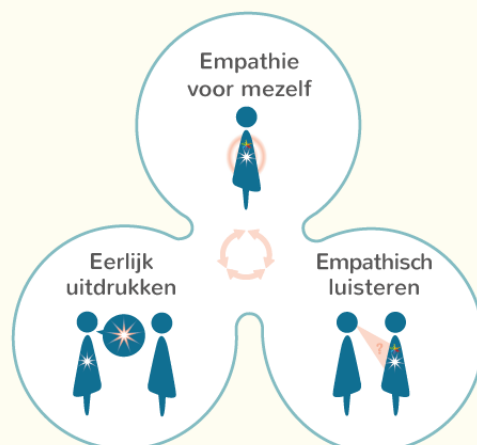 Empathie
voor mezelf
Eerlijk
uitdrukken
Empathisch
luisteren
?